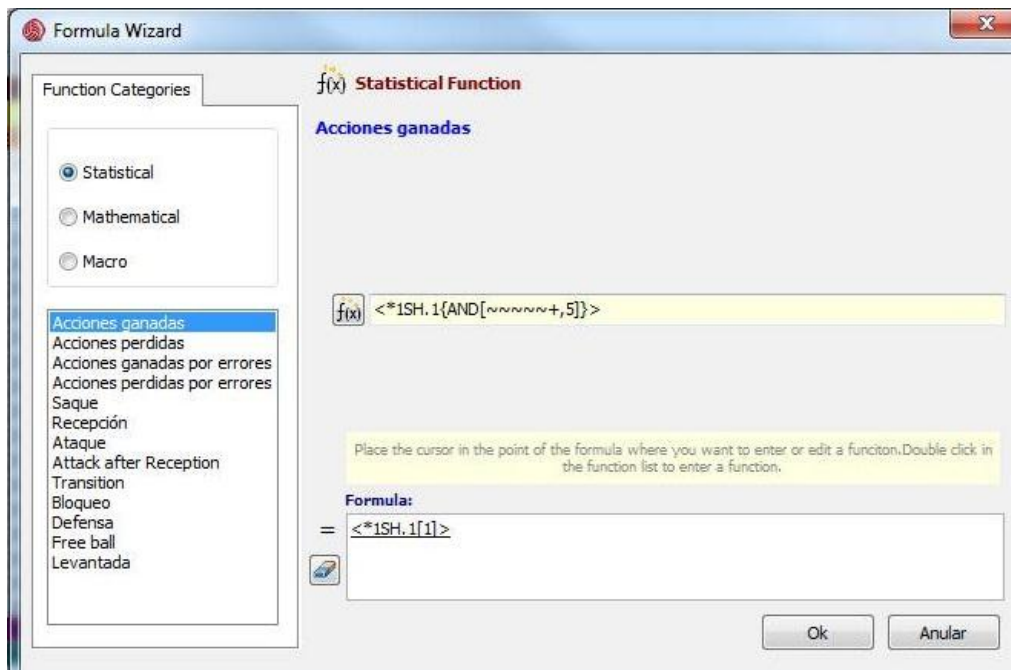 Formula Wizard
Function Categories
Statistical
Mathematical
Macro
Acciones ganadas
Acciones perdidas
Acciones ganadas por errores
Acciones perdidas por errores
Saque
Recepción
Ataque
Attack after Reception
Transition
Bloqueo
Defensa
Free ball
Levantada
f(x) Statistical Function
Acciones ganadas
f(x) <*1SH.1{AND[~~~~~+,5]}>
Place the cursor in the point of the formula where you want to enter or edit a funciton.Double click in
the function list to enter a function.
Formula:
= <*1SH.1[1]>
Ok Anular